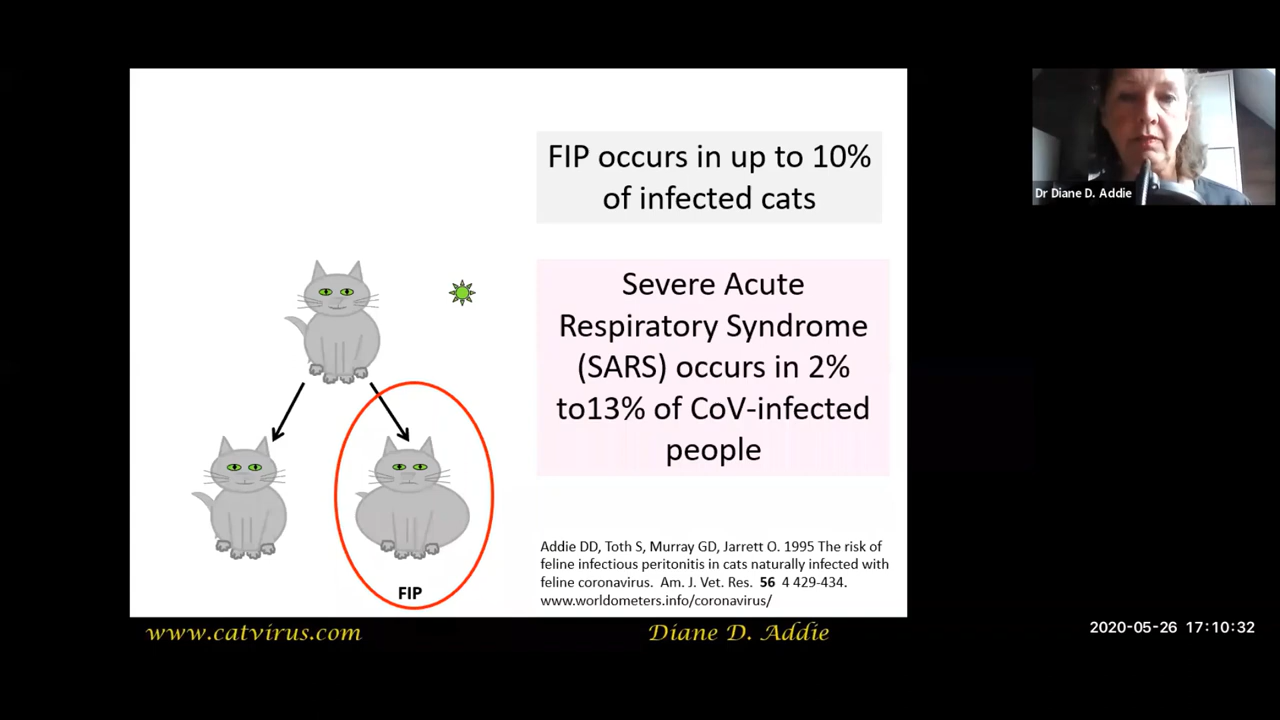 FIP occurs in up to 10%
of infected cats
Severe Acute
Respiratory Syndrome
(SARS) occurs in 2%
to13% of CoV-infected
people
Addie DD, Toth S, Murray GD, Jarrett O. 1995 The risk of
feline infectious peritonitis in cats naturally infected with
feline coronavirus. Am. J. Vet. Res. 56 4 429-434.
www.worldometers.info/coronavirus/
FIP
www.catvirus.com
Diane D. Addie
Dr Diane D. Addie
2020-05-26 17:10:32